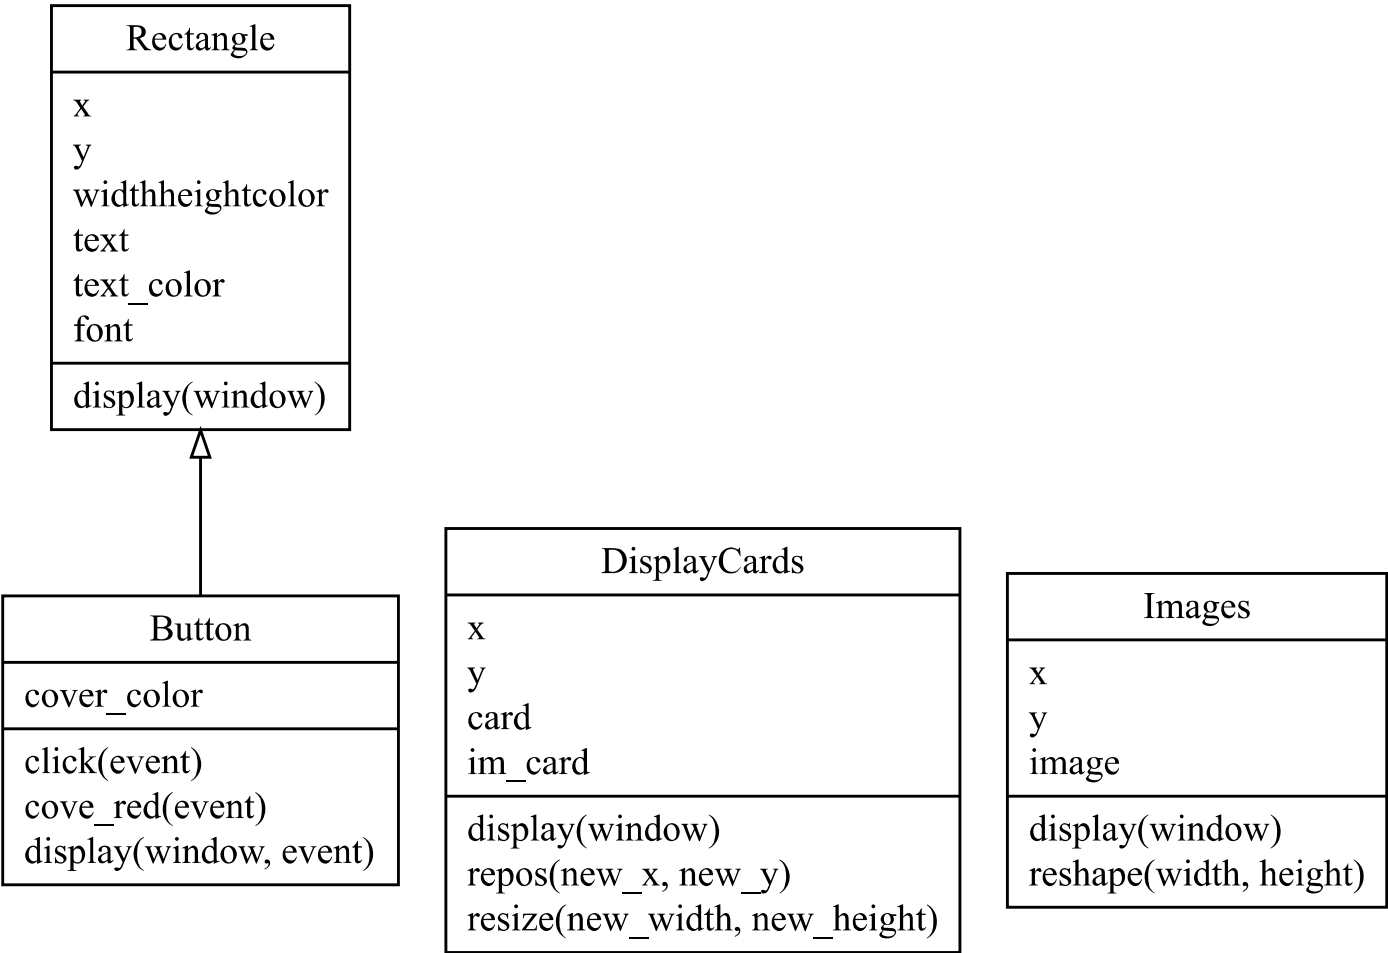 Rectangle
x
y
widthheightcolor
text
text_color
font
display(window)
Button
cover_color
click(event)
cove_red(event)
display(window, event)
DisplayCards
x
y
card
im_card
display(window)
repos(new_x, new_y)
resize(new_width, new_height)
Images
x
y
image
display(window)
reshape(width, height)